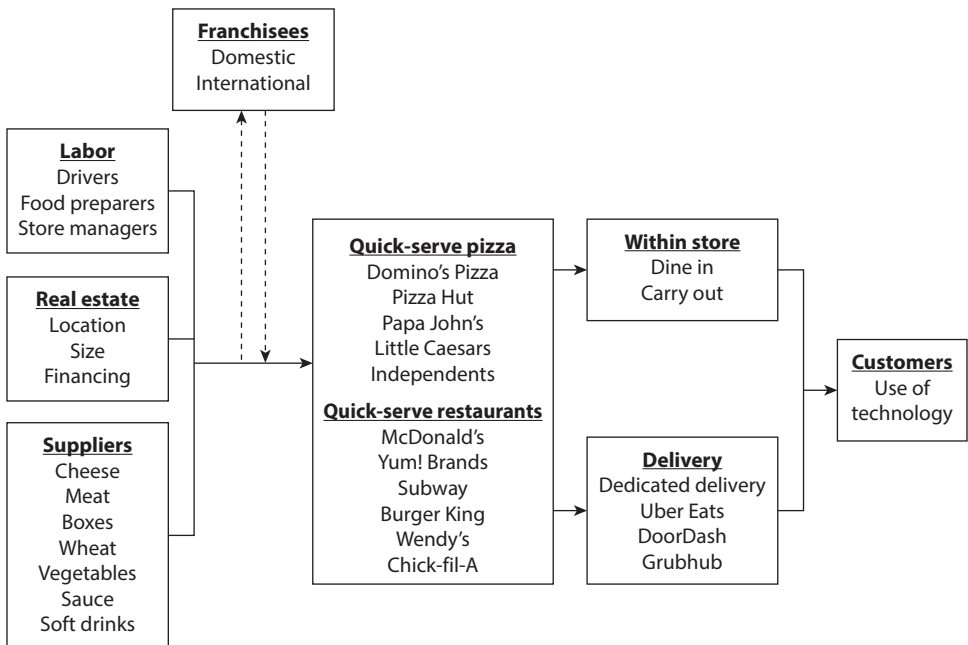 Franchisees
Domestic
International
Labor
Drivers
Food preparers
Store managers
Real estate
Location
Size
Financing
Suppliers
Cheese
Meat
Boxes
Wheat
Vegetables
Sauce
Soft drinks
Quick-serve pizza
Domino’s Pizza
Pizza Hut
Papa John’s
Little Caesars
Independents
Quick-serve restaurants
McDonald’s
Yum! Brands
Subway
Burger King
Wendy’s
Chick-fil-A
Within store
Dine in
Carry out
Delivery
Dedicated delivery
Uber Eats
DoorDash
Grubhub
Customers
Use of
technology